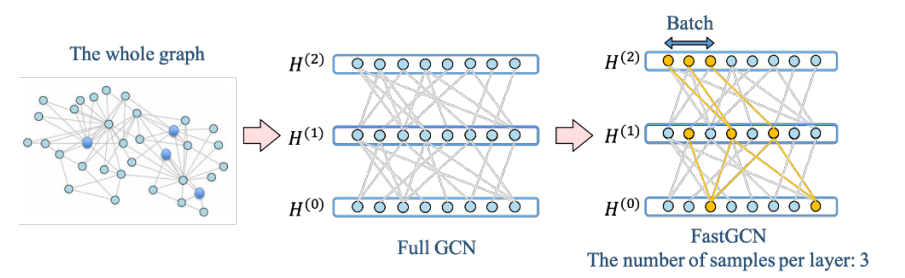 The whole graph
H(2)
H(1)
H(0)
Full GCN
Batch
H(2)
H(1)
H(0)
FastGCN
The number of samples per layer: 3